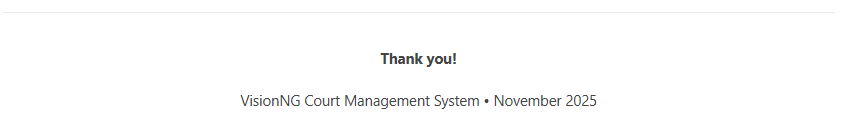 Thank you!
VisionNG Court Management System • November 2025